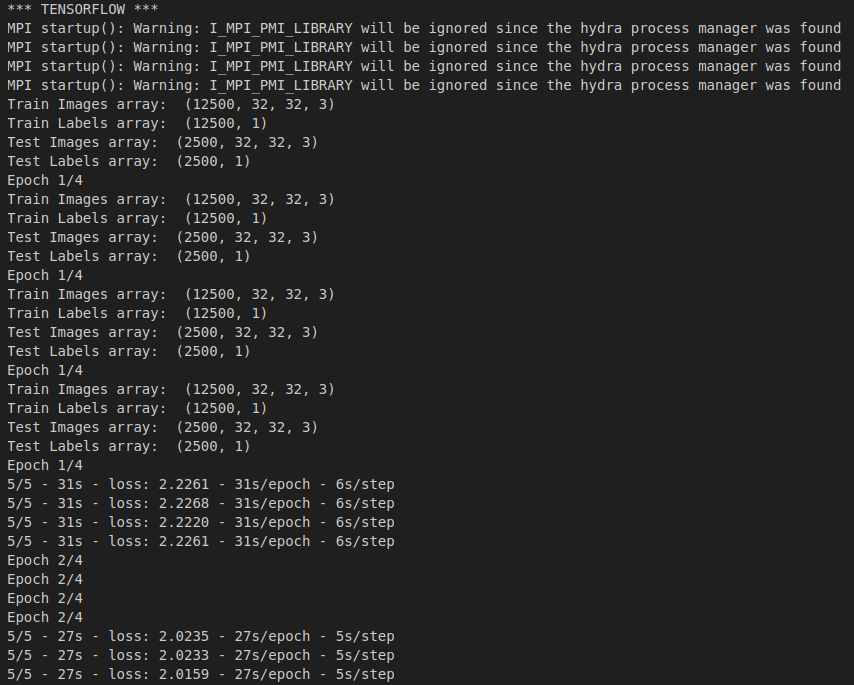 *** TENSORFLOW ***
MPI startup(): Warning: I_MPI_PMI_LIBRARY will be ignored since the hydra process manager was found
MPI startup(): Warning: I_MPI_PMI_LIBRARY will be ignored since the hydra process manager was found
MPI startup(): Warning: I_MPI_PMI_LIBRARY will be ignored since the hydra process manager was found
MPI startup(): Warning: I_MPI_PMI_LIBRARY will be ignored since the hydra process manager was found
Train Images array:  (12500, 32, 32, 3)
Train Labels array:  (12500, 1)
Test Images array:  (2500, 32, 32, 3)
Test Labels array:  (2500, 1)
Epoch 1/4
Train Images array:  (12500, 32, 32, 3)
Train Labels array:  (12500, 1)
Test Images array:  (2500, 32, 32, 3)
Test Labels array:  (2500, 1)
Epoch 1/4
Train Images array:  (12500, 32, 32, 3)
Train Labels array:  (12500, 1)
Test Images array:  (2500, 32, 32, 3)
Test Labels array:  (2500, 1)
Epoch 1/4
Train Images array:  (12500, 32, 32, 3)
Train Labels array:  (12500, 1)
Test Images array:  (2500, 32, 32, 3)
Test Labels array:  (2500, 1)
Epoch 1/4
5/5 - 31s - loss: 2.2261 - 31s/epoch - 6s/step
5/5 - 31s - loss: 2.2268 - 31s/epoch - 6s/step
5/5 - 31s - loss: 2.2220 - 31s/epoch - 6s/step
5/5 - 31s - loss: 2.2261 - 31s/epoch - 6s/step
Epoch 2/4
Epoch 2/4
Epoch 2/4
Epoch 2/4
5/5 - 27s - loss: 2.0235 - 27s/epoch - 5s/step
5/5 - 27s - loss: 2.0233 - 27s/epoch - 5s/step
5/5 - 27s - loss: 2.0159 - 27s/epoch - 5s/step